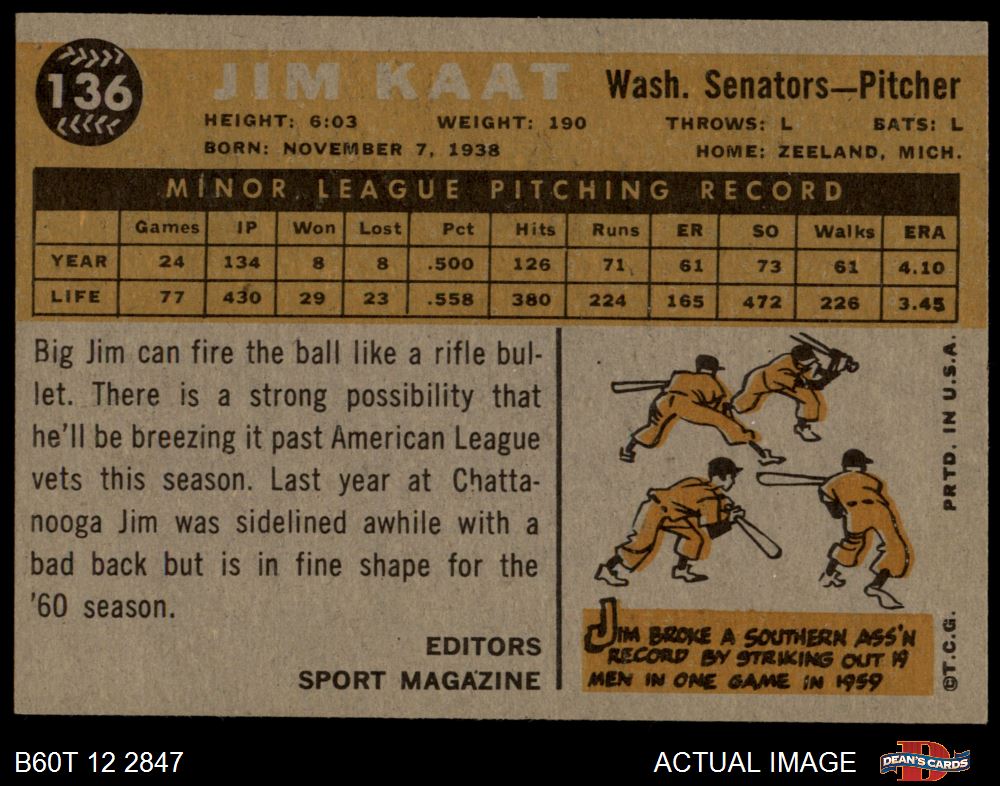 136
JIM KAAT
Wash. Senators—Pitcher
HEIGHT: 6:03 WEIGHT: 190 THROWS: L BATS: L
BORN: NOVEMBER 7, 1938 HOME: ZEELAND, MICH.
MINOR LEAGUE PITCHING RECORD
Games IP Won Lost Pct Hits Runs ER SO Walks ERA
YEAR 24 134 8 8 .500 126 71 61 73 61 4.10
LIFE 77 430 29 23 .558 380 224 165 472 226 3.45
Big Jim can fire the ball like a rifle bul-
let. There is a strong possibility that
he'll be breezing it past American League
vets this season. Last year at Chatta-
nooga Jim was sidelined awhile with a
bad back but is in fine shape for the
'60 season.
EDITORS
SPORT MAGAZINE
JIM BROKE A SOUTHERN ASS'N
RECORD BY STRIKING OUT 19
MEN IN ONE GAME IN 1959
©T.C.G. PRTD. IN U.S.A.
B60T 12 2847
ACTUAL IMAGE
D
DEAN'S CARDS